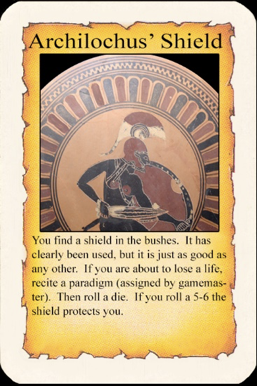 Archilochus’ Shield
You find a shield in the bushes. It has
clearly been used, but it is just as good as
any other. If you are about to lose a life,
recite a paradigm (assigned by gamemas-
ter). Then roll a die. If you roll a 5-6 the
shield protects you.